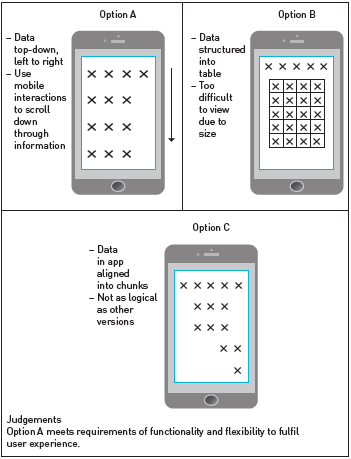 Option A
– Data
top-down,
left to right
– Use
mobile
interactions
to scroll
down
through
information
Option B
– Data
structured
into
table
– Too
difficult
to view
due to
size
Option C
– Data
in app
aligned
into chunks
– Not as logical
as other
versions
Judgements
Option A meets requirements of functionality and flexibility to fulfil
user experience.